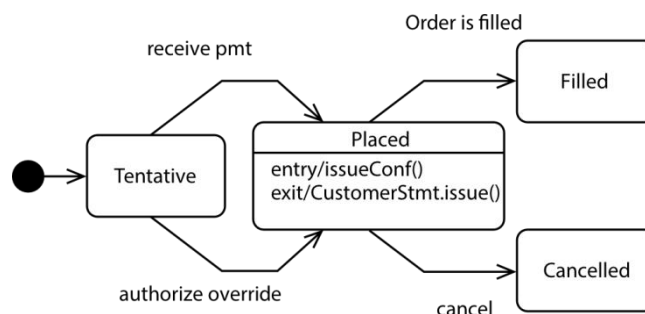 Order is filled
receive pmt
Filled
Placed
entry/issueConf()
exit/CustomerStmt.issue()
Tentative
Cancelled
authorize override
cancel